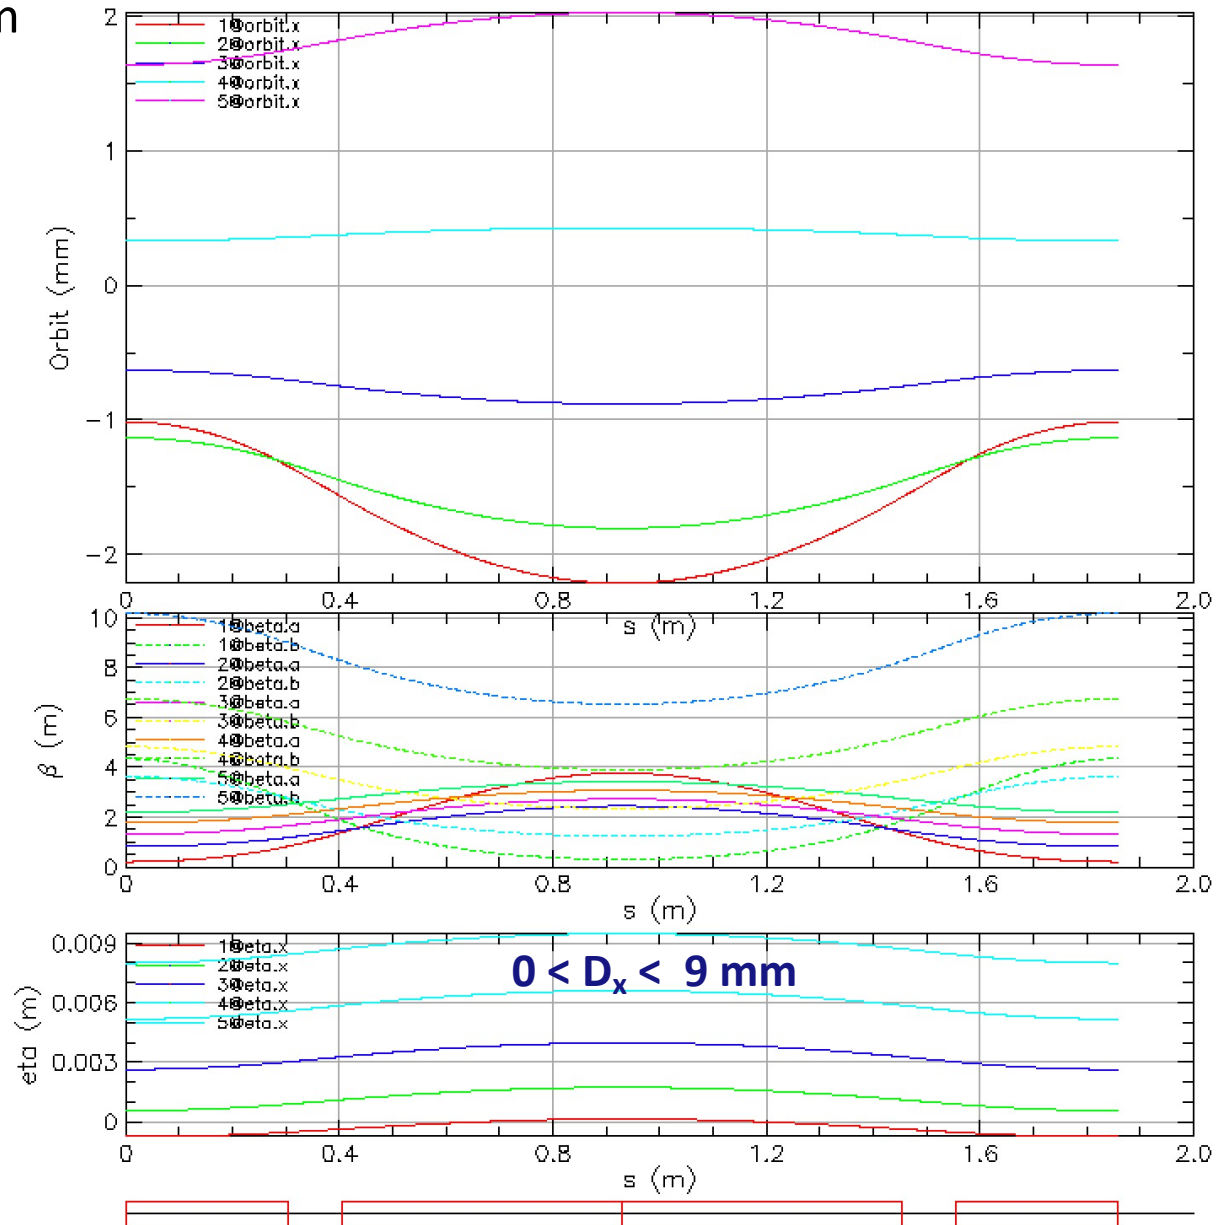 m
2
1
0
−1
−2
Orbit (mm)
1@orbit.x
2@orbit.x
3@orbit.x
4@orbit.x
5@orbit.x
0 0.4 0.8 1.2 1.6 2.0
s (m)
10
8
6
4
2
0
β (m)
1@beta.a
1@beta.b
2@beta.a
2@beta.b
3@beta.a
3@beta.b
4@beta.a
4@beta.b
5@beta.a
5@beta.b
0 0.4 0.8 1.2 1.6 2.0
s (m)
0.009
0.006
0.003
0
eta (m)
1@eta.x
2@eta.x
3@eta.x
4@eta.x
5@eta.x
0 < Dx < 9 mm
0 0.4 0.8 1.2 1.6 2.0
s (m)